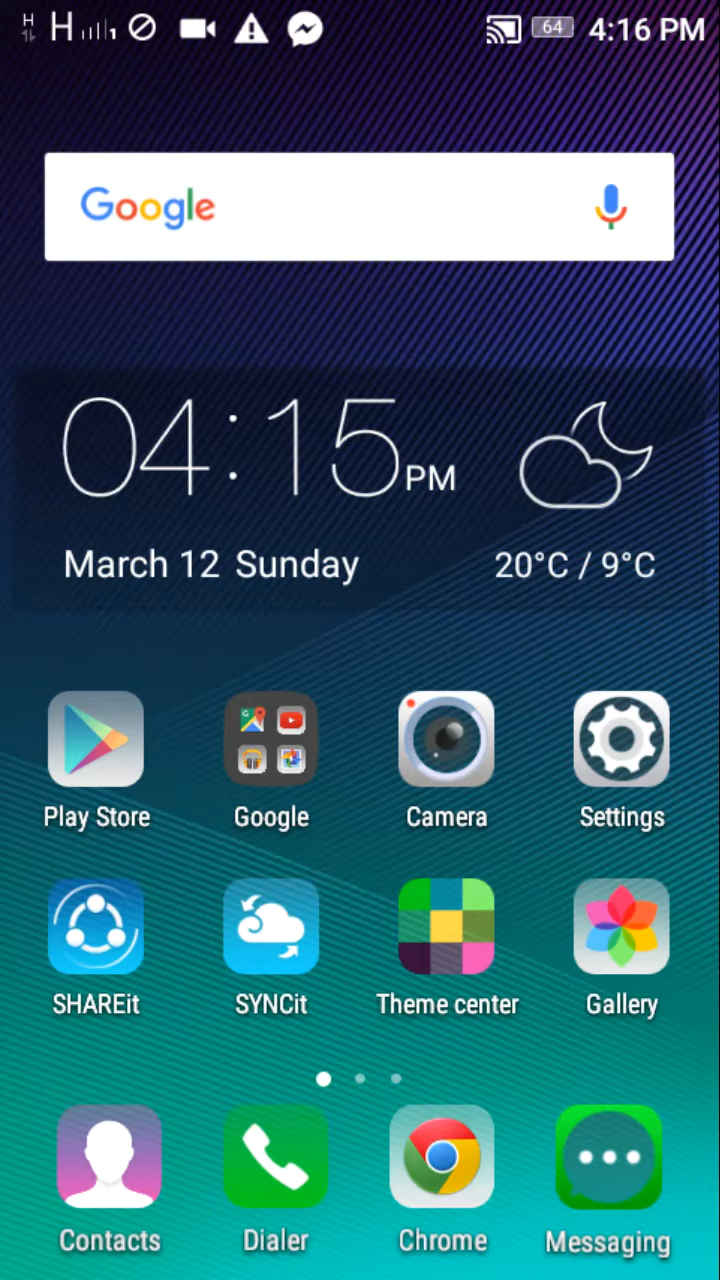 H H 1 64 4:16 PM
Google
04:15 PM
March 12 Sunday 20°C / 9°C
Play Store Google Camera Settings
SHAREit SYNCit Theme center Gallery
Contacts Dialer Chrome Messaging